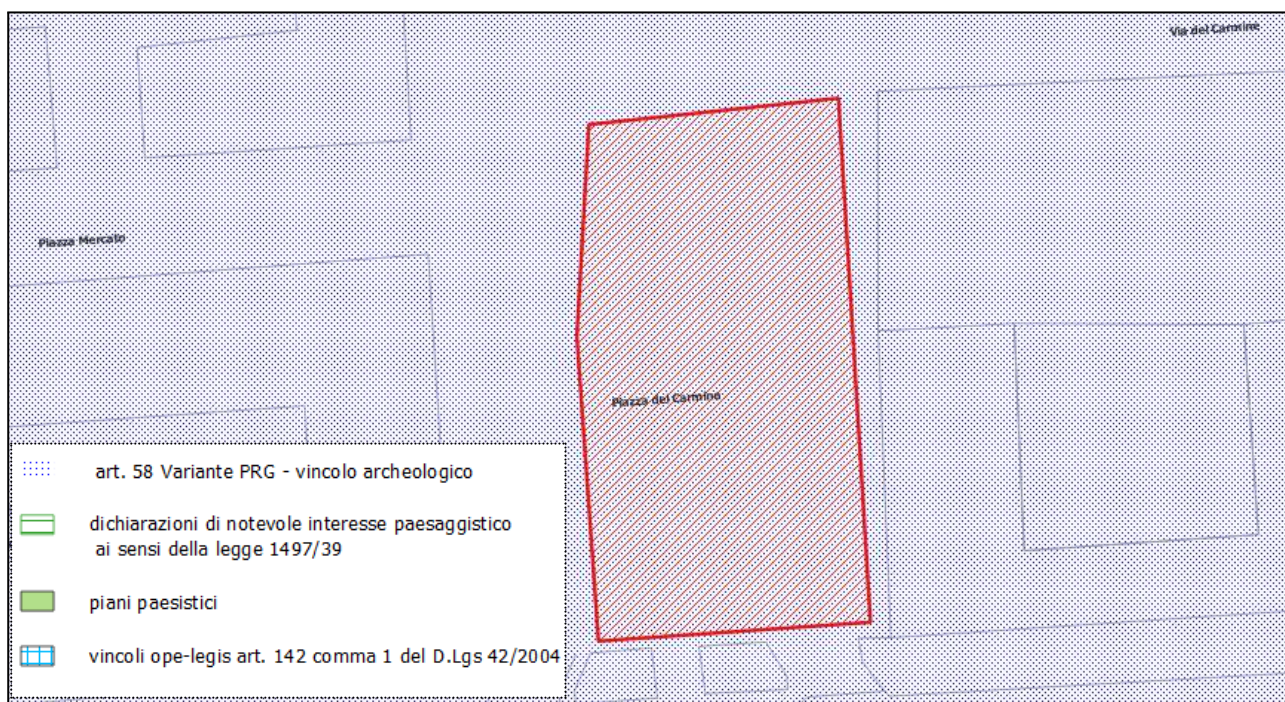 Via del Carmine
Piazza Mercato
Piazza del Carmine
art. 58 Variante PRG - vincolo archeologico
dichiarazioni di notevole interesse paesaggistico
ai sensi della legge 1497/39
piani paesistici
vincoli ope-legis art. 142 comma 1 del D.Lgs 42/2004